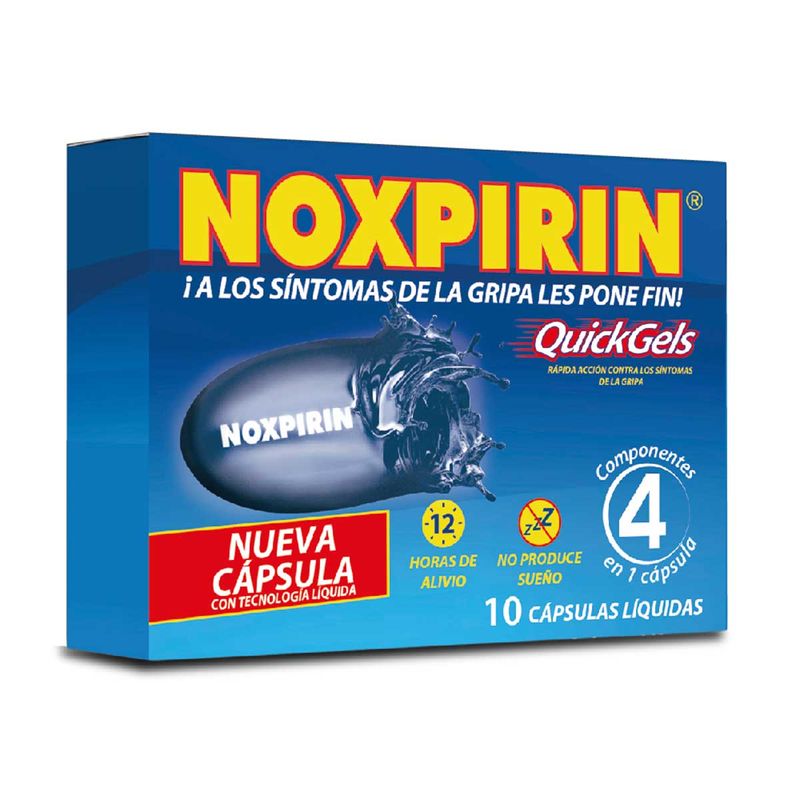 NOXPIRIN®
¡A LOS SÍNTOMAS DE LA GRIPA LES PONE FIN!
QuickGels
RÁPIDA ACCIÓN CONTRA LOS SÍNTOMAS
DE LA GRIPA
NOXPIRIN
Componentes
4
en 1 cápsula
NUEVA
CÁPSULA
CON TECNOLOGÍA LÍQUIDA
12
HORAS DE
ALIVIO
ZZZ
NO PRODUCE
SUEÑO
10 CÁPSULAS LÍQUIDAS